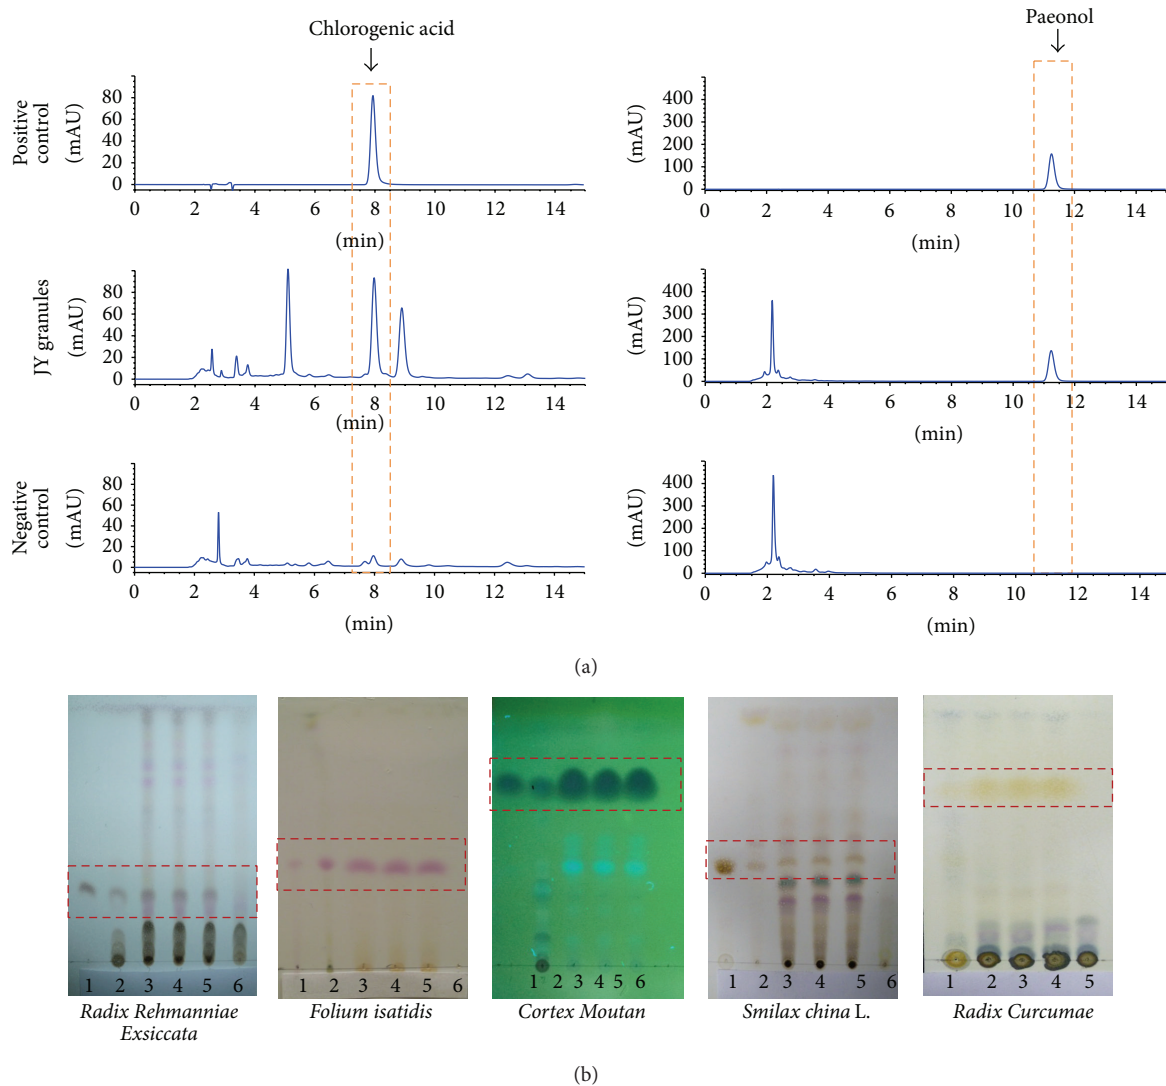 Chlorogenic acid
Paeonol
Positive control (mAU)
80
60
40
20
0
0 2 4 6 8 10 12 14
(min)
400
300
200
100
0
0 2 4 6 8 10 12 14
(min)
JY granules (mAU)
80
60
40
20
0
0 2 4 6 8 10 12 14
(min)
(mAU)
400
300
200
100
0
0 2 4 6 8 10 12 14
(min)
Negative control (mAU)
80
60
40
20
0
0 2 4 6 8 10 12 14
(min)
(mAU)
400
300
200
100
0
0 2 4 6 8 10 12 14
(min)
(mAU)
(a)
1 2 3 4 5 6
Radix Rehmanniae
Exsiccata
1 2 3 4 5 6
Folium isatidis
1 2 3 4 5 6
Cortex Moutan
1 2 3 4 5 6
Smilax china L.
1 2 3 4 5
Radix Curcumae
(b)